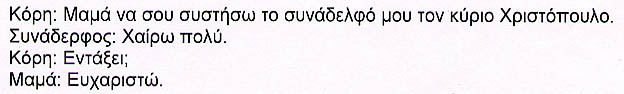 Κόρη: Μαμά να σου συστήσω το συνάδελφό μου τον κύριο Χριστόπουλο.
Συνάδερφος: Χαίρω πολύ.
Κόρη: Εντάξει;
Μαμά: Ευχαριστώ.